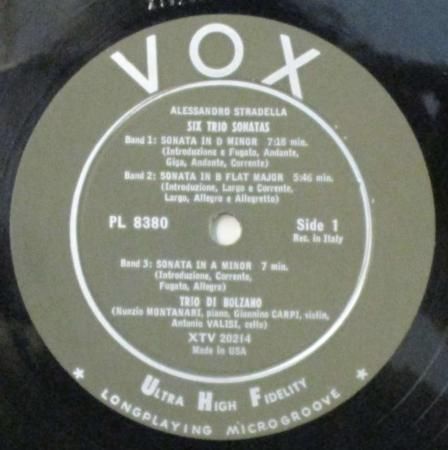 VOX
ALESSANDRO STRADELLA
SIX TRIO SONATAS
Band 1: SONATA IN D MINOR 7:18 min.
(Introduzione e Fugato, Andante,
Giga, Andante, Corrente)
Band 2: SONATA IN B FLAT MAJOR 5:46 min.
(Introduzione, Largo e Corrente,
Largo, Allegro e Allegretto)
PL 8380
Side 1
Rec. in Italy
Band 3: SONATA IN A MINOR 7 min.
(Introduzione, Corrente,
Fugato, Allegro)
TRIO DI BOLZANO
(Nunzio MONTANARI, piano, Giannino CARPI, violin,
Antonio VALISI, cello)
XTV 20214
Made in USA
ULTRA HIGH FIDELITY
★ LONGPLAYING MICROGROOVE ★